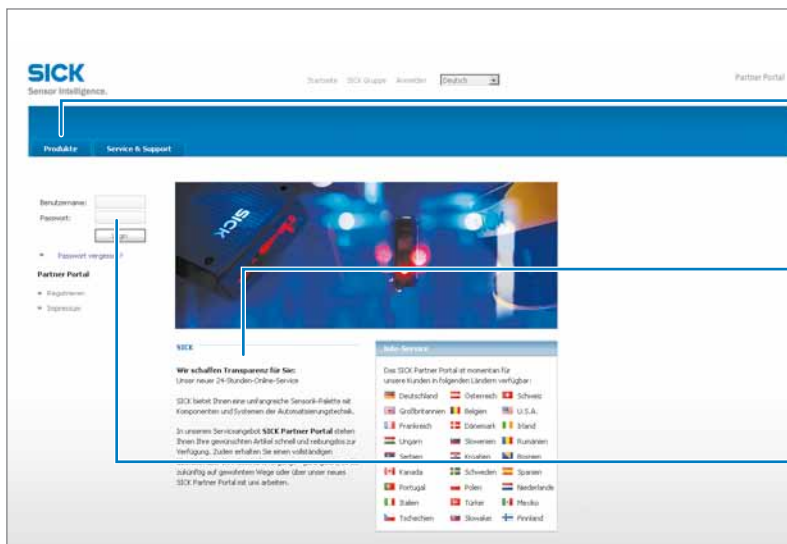 SICK
Sensor Intelligence.
Startseite SICK Gruppe Anmelden Deutsch
Partner Portal
Produkte Service & Support
Benutzername:
Passwort:
Login
Passwort vergessen?
Partner Portal
Registrieren
Impressum
SICK
SICK
Wir schaffen Transparenz für Sie:
Unser neuer 24-Stunden-Online-Service
SICK bietet Ihnen eine umfangreiche Sensorik-Palette mit
Komponenten und Systemen der Automatisierungstechnik.
In unserem Serviceangebot SICK Partner Portal stehen
Ihnen Ihre gewünschten Artikel schnell und reibungslos zur
Verfügung. Zudem erhalten Sie einen vollständigen
zukünftig auf gewohntem Wege oder über unser neues
SICK Partner Portal mit uns arbeiten.
Info-Service
Das SICK Partner Portal ist momentan für
unsere Kunden in folgenden Ländern verfügbar:
Deutschland Österreich Schweiz
Großbritannien Belgien U.S.A.
Frankreich Dänemark Irland
Ungarn Slowenien Rumänien
Serbien Kroatien Bosnien
Kanada Schweden Spanien
Portugal Polen Niederlande
Italien Türkei Mexiko
Tschechien Slowakei Finnland